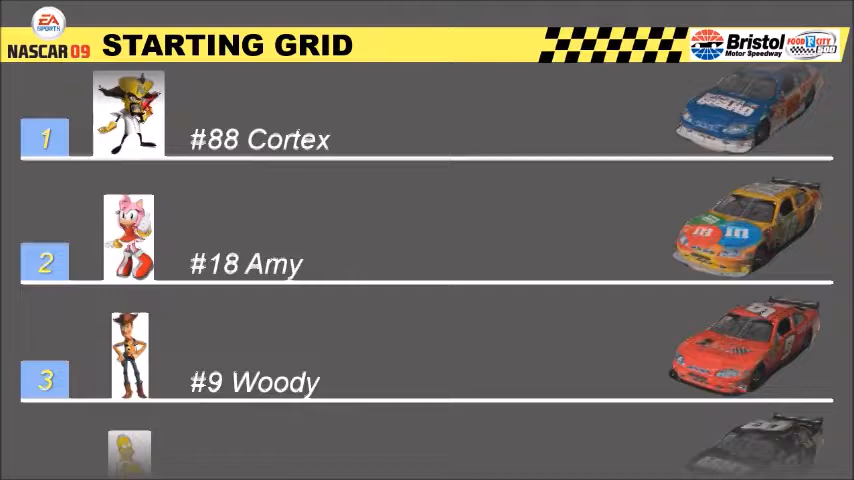 EA
SPORTS
NASCAR 09
STARTING GRID
Bristol
Motor Speedway
FOOD CITY
500
1
#88 Cortex
2
#18 Amy
m
m
3
#9 Woody
9